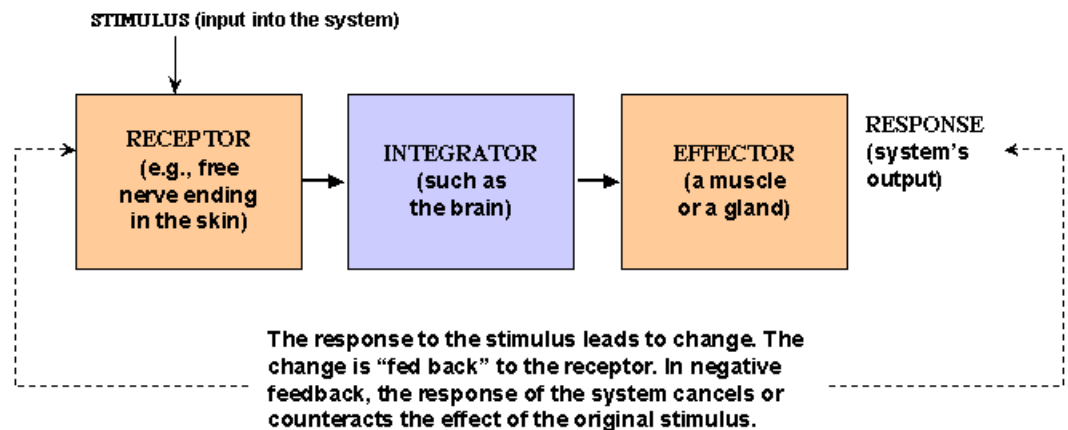 STIMULUS (input into the system)
RECEPTOR
(e.g., free
nerve ending
in the skin)
INTEGRATOR
(such as
the brain)
EFFECTOR
(a muscle
or a gland)
RESPONSE
(system’s
output)
The response to the stimulus leads to change. The
change is “fed back” to the receptor. In negative
feedback, the response of the system cancels or
counteracts the effect of the original stimulus.